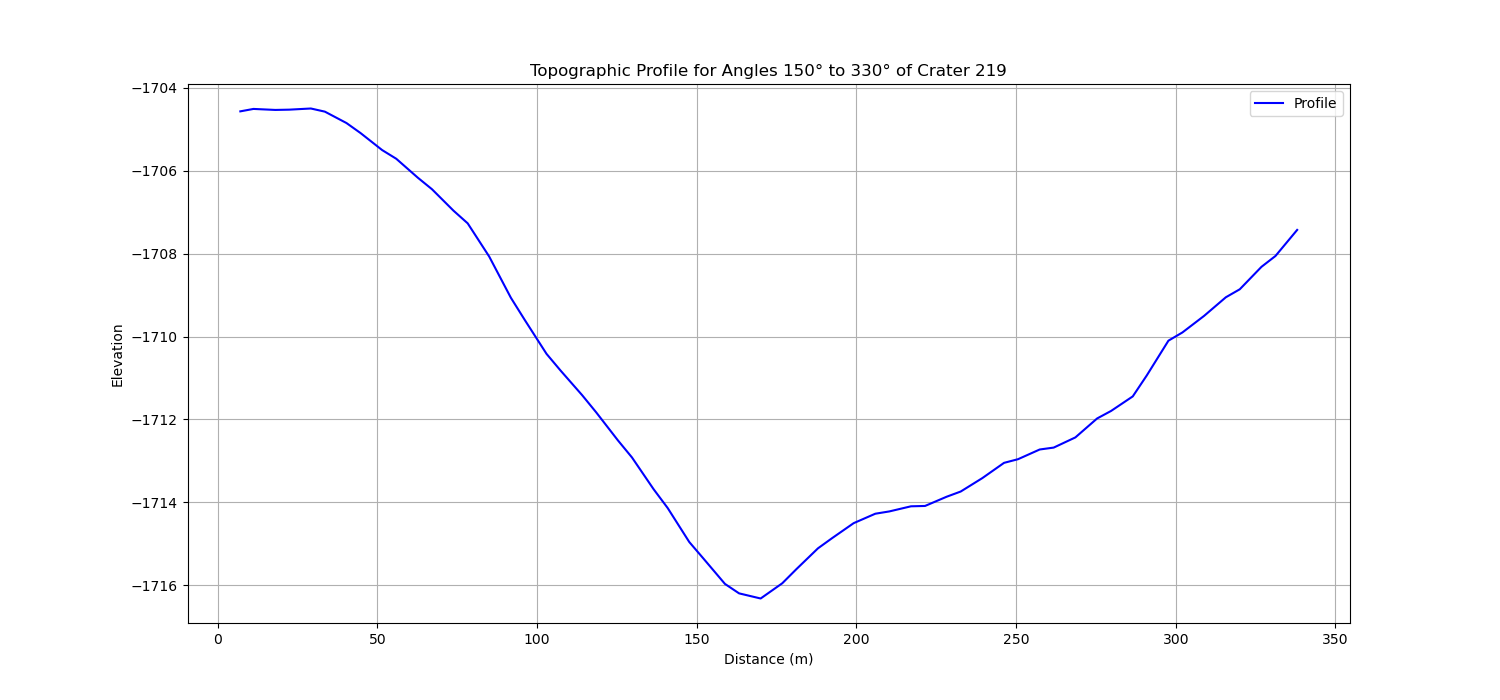 Topographic Profile for Angles 150° to 330° of Crater 219
Profile
−1704
−1706
−1708
−1710
−1712
−1714
−1716
Elevation
0 50 100 150 200 250 300 350
Distance (m)